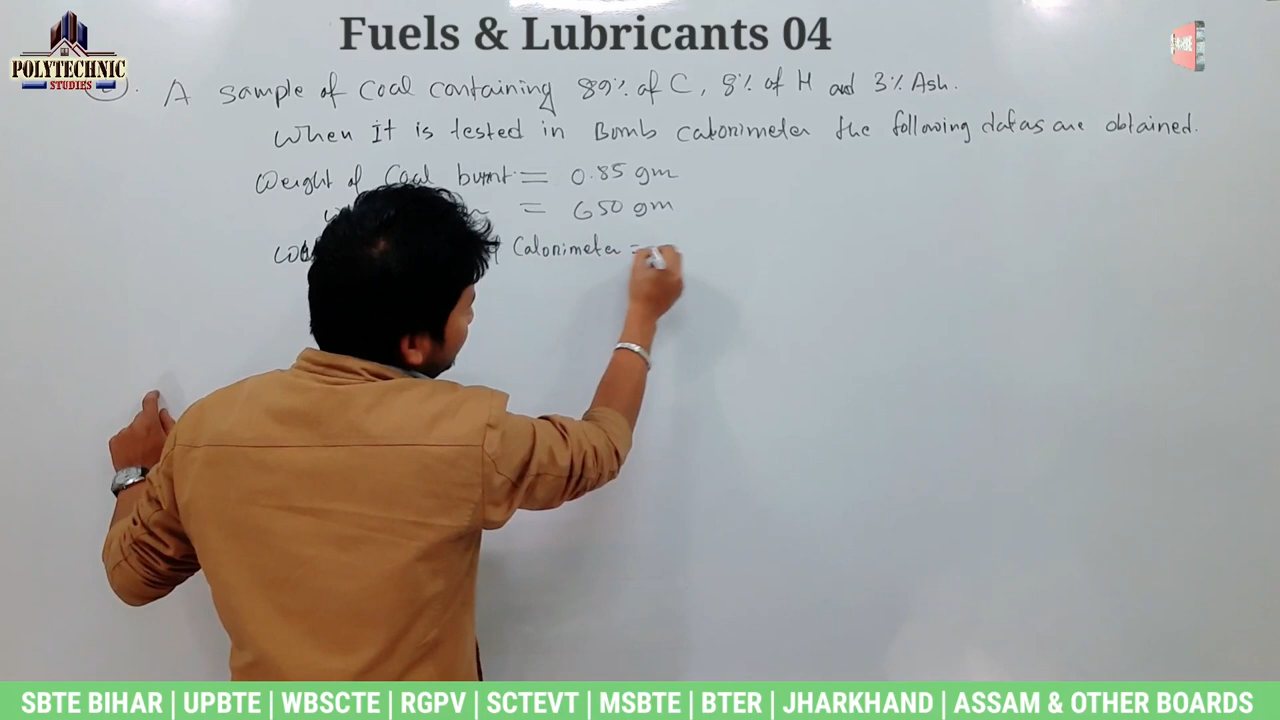 Fuels & Lubricants 04
POLYTECHNIC
STUDIES
A sample of Coal containing 89% of C, 8% of H and 3% Ash.
When It is tested in Bomb calorimeter the following datas are obtained.
Weight of Coal burnt = 0.85 gm
= 650 gm
Calorimeter =
SBTE BIHAR | UPBTE | WBSCTE | RGPV | SCTEVT | MSBTE | BTER | JHARKHAND | ASSAM & OTHER BOARDS